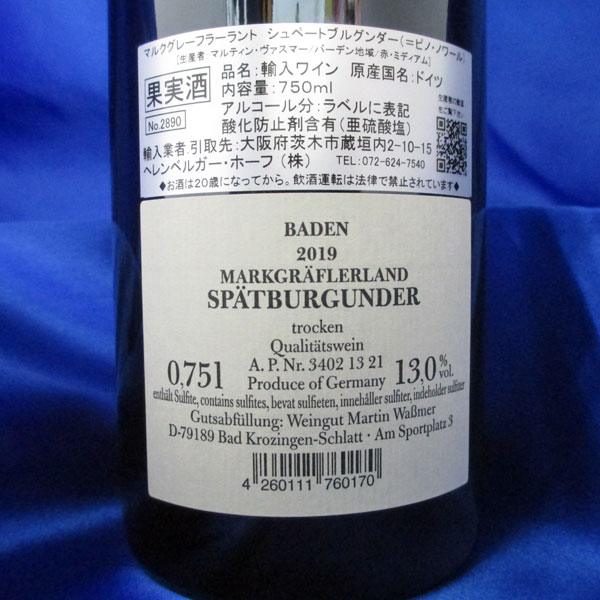 マルクグレーフラーラント シュペートブルグンダー(=ピノ・ノワール)
[生産者 マルティン・ヴァスマー/バーデン地域/赤・ミディアム]
果実酒
No.2890
品名:輸入ワイン 原産国名:ドイツ
内容量:750ml
アルコール分:ラベルに表記
酸化防止剤含有(亜硫酸塩)
輸入業者 引取先:大阪府茨木市蔵垣内2-10-15
ヘレンベルガー・ホーフ(株) TEL:072-624-7540
◆お酒は20歳になってから。飲酒運転は法律で禁止されています◆
BADEN
2019
MARKGRÄFLERLAND
SPÄTBURGUNDER
trocken
Qualitätswein
A. P. Nr. 3402 13 21
0,75l Produce of Germany 13,0% vol.
enthält Sulfite, contains sulfites, bevat sulfieten, innehåller sulfiter, indeholder sulfitter
Gutsabfüllung: Weingut Martin Waßmer
D-79189 Bad Krozingen-Schlatt · Am Sportplatz 3
4 260111 760170